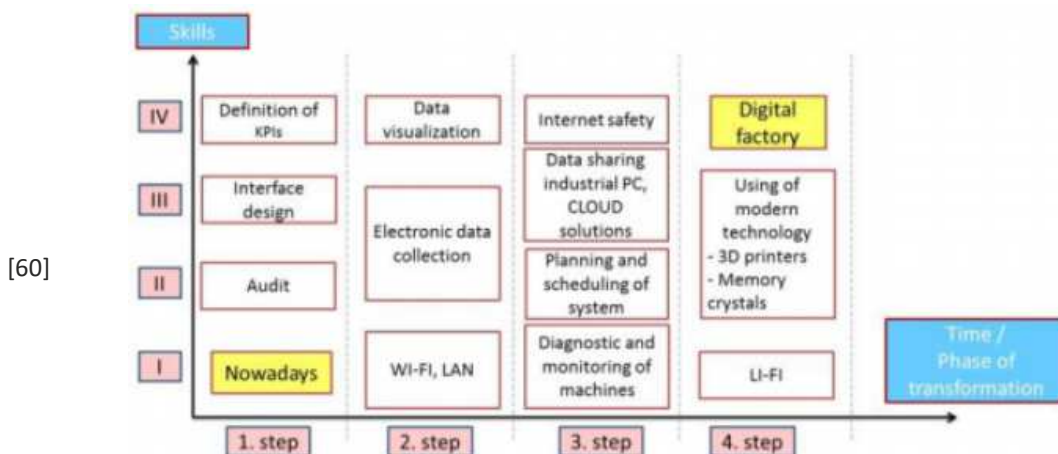 Skills
IV
Definition of
KPIs
Data
visualization
Internet safety
Digital
factory
III
Interface
design
Electronic data
collection
Data sharing
industrial PC,
CLOUD
solutions
Using of
modern
technology
- 3D printers
- Memory
crystals
[60]
II
Audit
Planning and
scheduling of
system
I
Nowadays
WI-FI, LAN
Diagnostic and
monitoring of
machines
LI-FI
Time /
Phase of
transformation
1. step
2. step
3. step
4. step